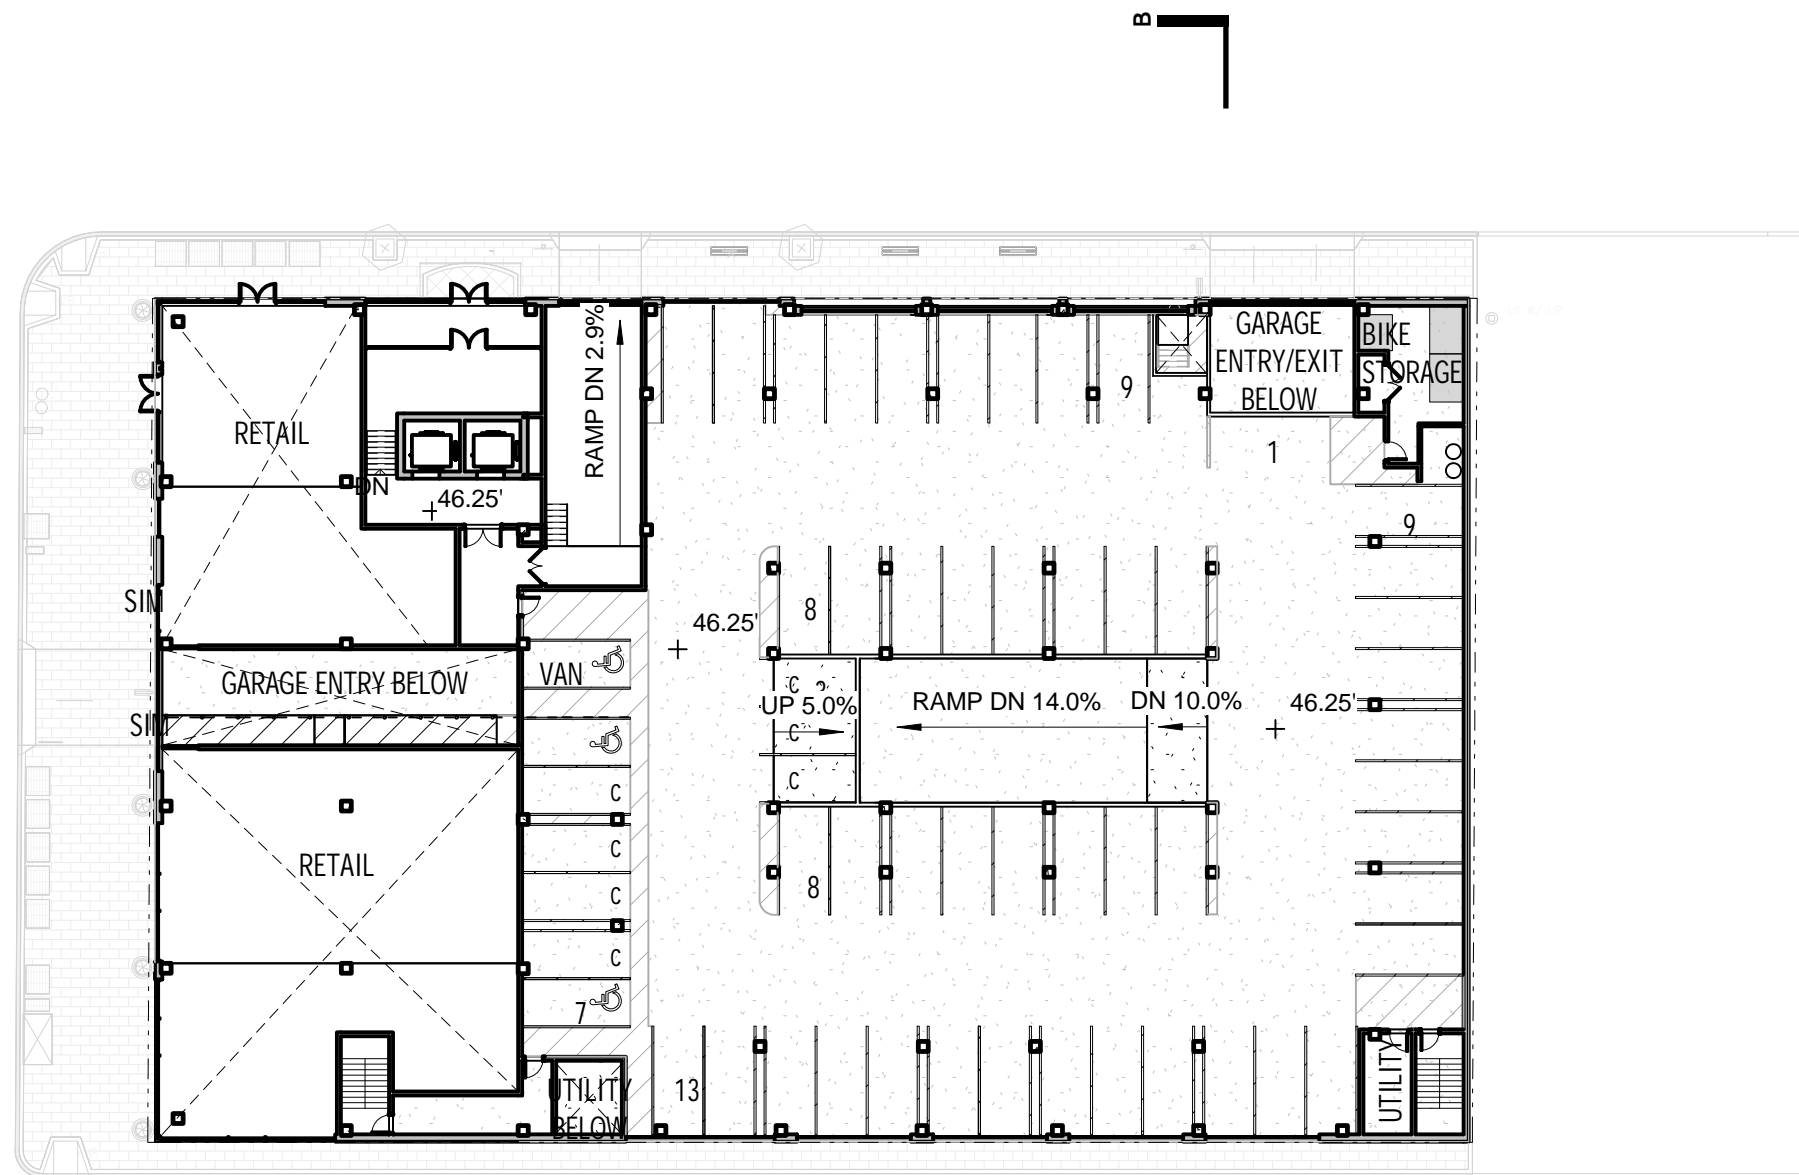 B
RAMP DN 2.9%
GARAGE
ENTRY/EXIT
BELOW
BIKE
STORAGE
9
RETAIL
1
DN
46.25'
9
SIM
8
46.25'
VAN
GARAGE ENTRY BELOW
C
UP 5.0%
RAMP DN 14.0%
DN 10.0%
46.25'
SIM
C
C
C
C
RETAIL
8
C
C
7
13
UTILITY
BELOW
UTILITY